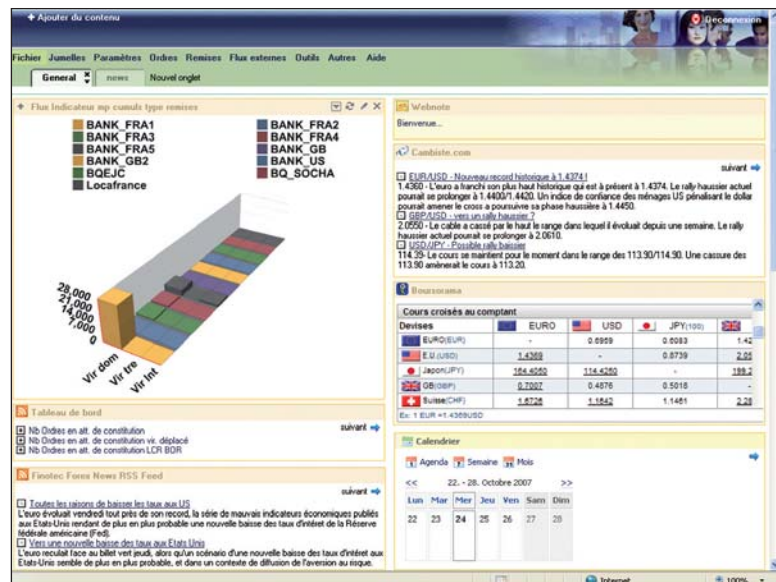 + Ajouter du contenu
Deconnexion
Fichier Jumelles Paramètres Ordres Remises Flux externes Outils Autres Aide
General news Nouvel onglet
Flux Indicateur mp cumuls type remises
BANK_FRA1 BANK_FRA2
BANK_FRA3 BANK_FRA4
BANK_FRA5 BANK_GB
BANK_GB2 BANK_US
BQEJC BQ_SOCHA
Locafrance
28,000
21,000
14,000
7,000
0
Vir dom
Vir tre
Vir Int
Tableau de bord
suivant
Nb Ordres en att. de constitution
Nb Ordres en att. de constitution vir. déplacé
Nb Ordres en att. de constitution LCR BOR
Finotec Forex News RSS Feed
suivant
Toutes les raisons de baisser les taux aux US
L'euro évoluait vendredi tout près de son record, la série de mauvais indicateurs économiques publiés
aux Etats-Unis rendant de plus en plus probable une nouvelle baisse des taux d'intéret de la Réserve
fédérale américaine (Fed).
Vers une nouvelle baisse des taux aux Etats Unis
L'euro reculait face au billet vert jeudi, alors qu'un scénario d'une nouvelle baisse des taux d'intéret aux
Etats-Unis semble de plus en plus probable, et dans un contexte de diffusion de l'aversion au risque.
Webnote
Bienvenue...
Cambiste.com
suivant
EUR/USD - Nouveau record historique à 1.4374 !
1.4360 - L'euro a franchi son plus haut historique qui est à présent à 1.4374. Le rally haussier actuel
pourrait se prolonger à 1.4400/1.4420. Un indice de confiance des ménages US pénalisant le dollar
pourrait amener le cross a poursuivre sa phase haussière à 1.4450.
GBP/USD - vers un rally haussier ?
2.0550 - Le cable a cassé par le haut le range dans lequel il évoluait depuis une semaine. Le rally
haussier actuel pourrait se prolonger à 2.0610.
USD/JPY - Possible rally baissier
114.39- Le cours se maintient pour le moment dans le range des 113.90/114.90. Une cassure des
113.90 amènerait le cours à 113.20.
Boursorama
Cours croisés au comptant
Devises EURO USD JPY(100)
EURO(EUR) - 0.6959 0.6083 1.42
E.U.(USD) 1.4369 - 0.8739 2.05
Japon(JPY) 164.4050 114.4250 - 199.2
GB(GBP) 0.7007 0.4876 0.5018 -
Suisse(CHF) 1.6726 1.1642 1.1461 2.28
Ex: 1 EUR =1.4369USD
Calendrier
Agenda Semaine Mois
<< 22. - 28. Octobre 2007 >>
Lun Mar Mer Jeu Ven Sam Dim
22 23 24 25 26 27 28
Internet 100%